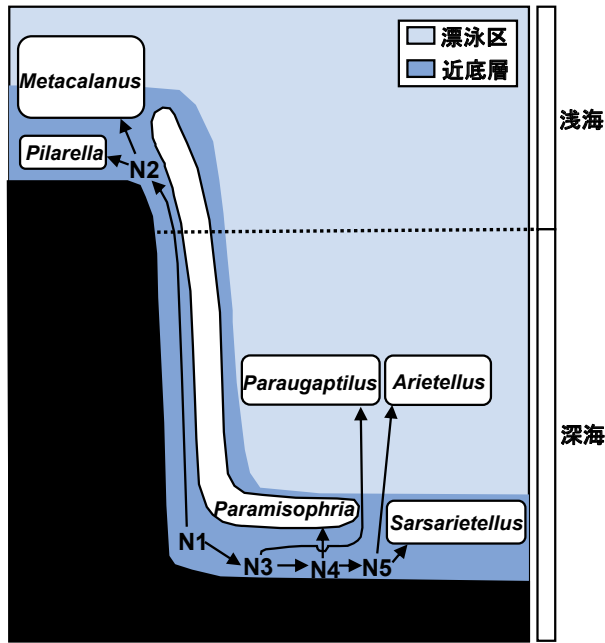 漂泳区
近底層
Metacalanus
Pilarella
N2
浅海
Paraugaptilus
Arietellus
深海
Paramisophria
Sarsarietellus
N1
N3
N4
N5